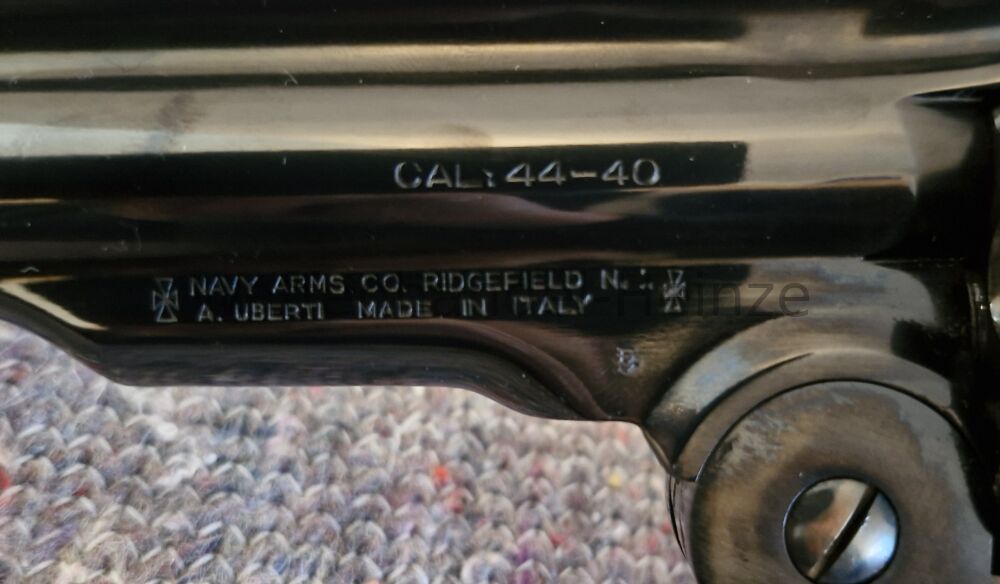 CAL: 44-40
NAVY ARMS CO. RIDGEFIELD
A. UBERTI MADE IN ITALY